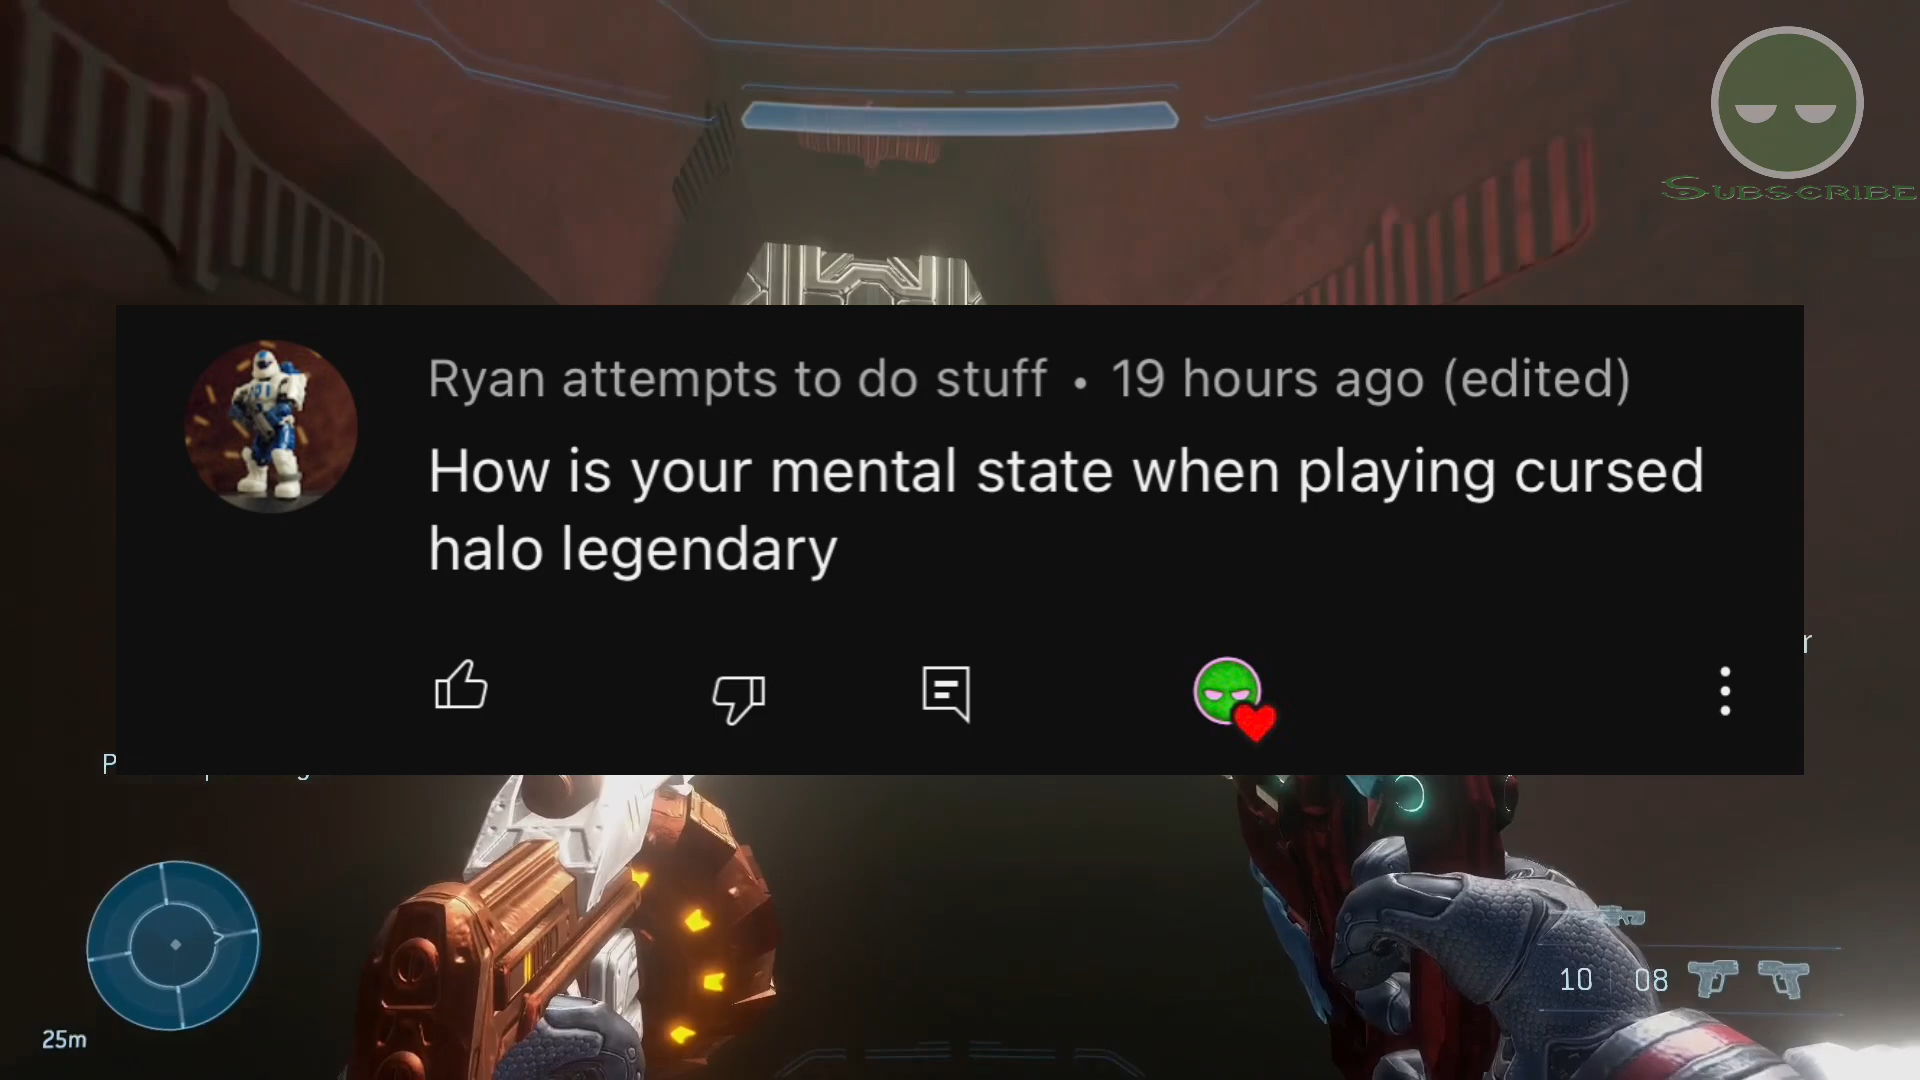 Subscribe
Ryan attempts to do stuff • 19 hours ago (edited)
How is your mental state when playing cursed
halo legendary
25m
10 08